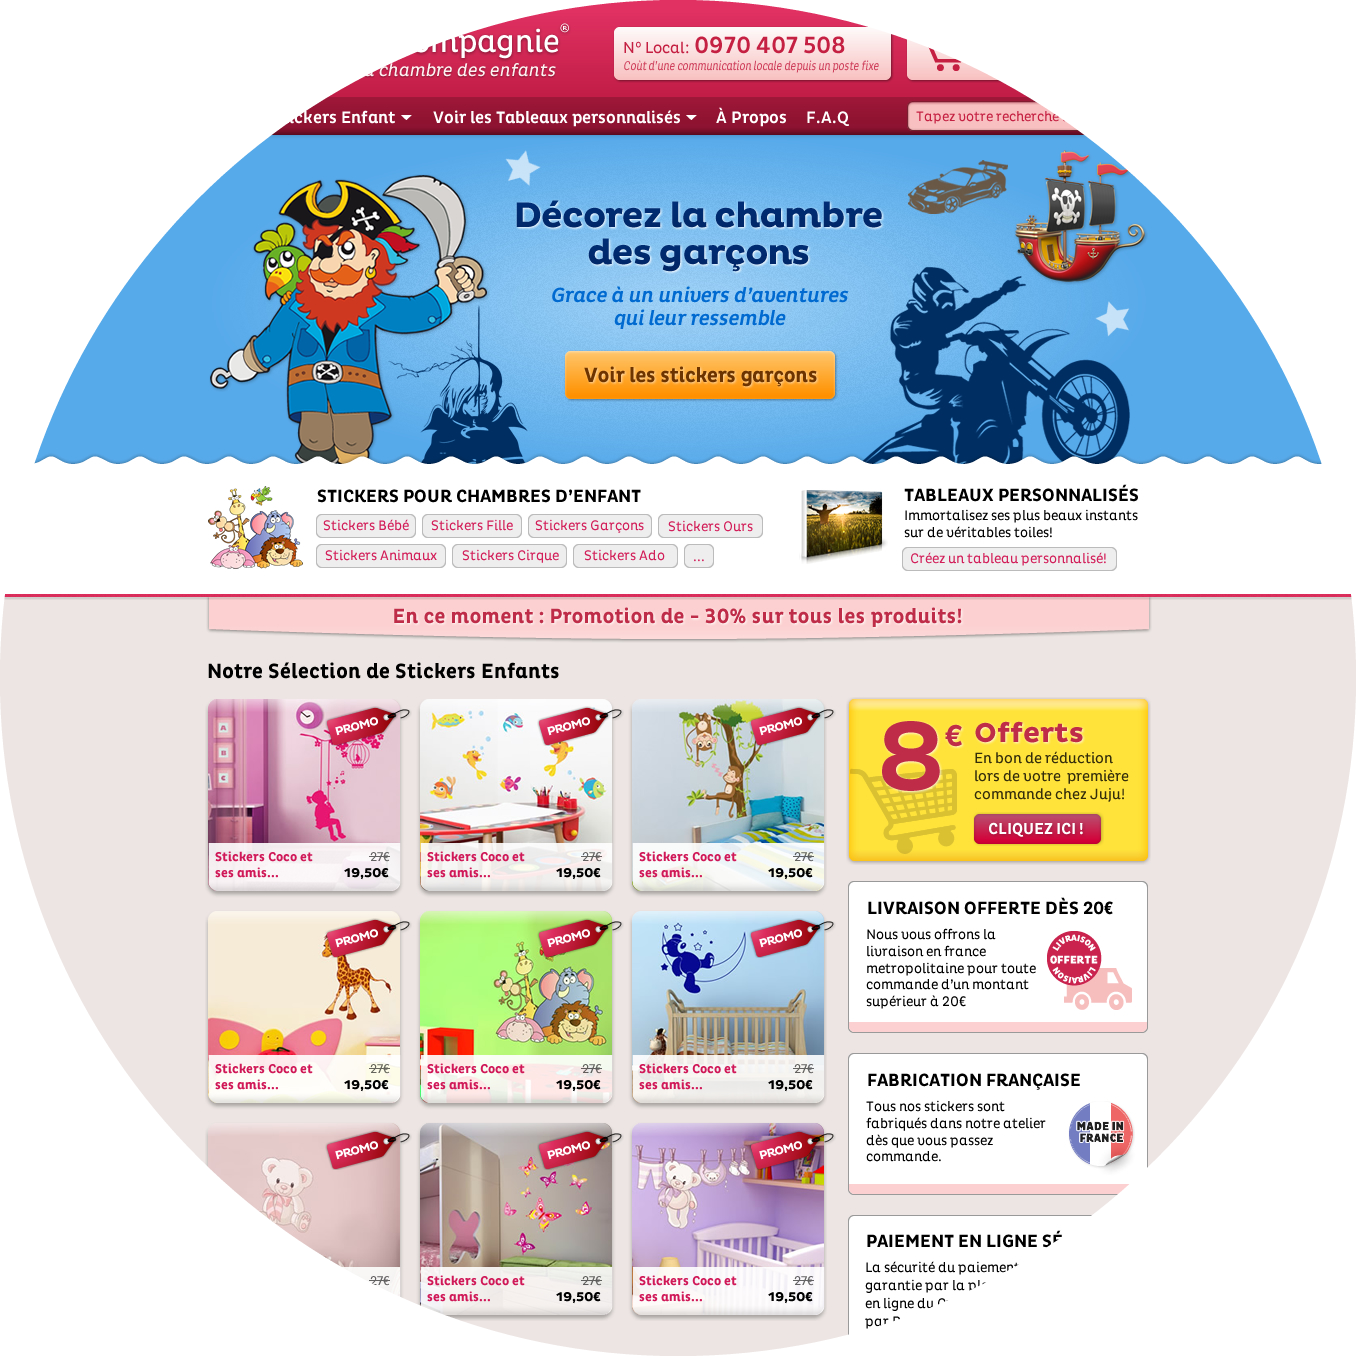 N° Local: 0970 407 508
Coût d'une communication locale depuis un poste fixe
chambre des enfants
Enfant
Voir les Tableaux personnalisés
À Propos
F.A.Q
Tapez votre recherche
Décorez la chambre
des garçons
Grace à un univers d'aventures
qui leur ressemble
Voir les stickers garçons
STICKERS POUR CHAMBRES D'ENFANT
Stickers Bébé
Stickers Fille
Stickers Garçons
Stickers Ours
Stickers Animaux
Stickers Cirque
Stickers Ado
...
TABLEAUX PERSONNALISÉS
Immortalisez ses plus beaux instants
sur de véritables toiles!
Créez un tableau personnalisé!
En ce moment : Promotion de - 30% sur tous les produits!
Notre Sélection de Stickers Enfants
A
B
C
PROMO
Stickers Coco et
ses amis...
27€
19,50€
PROMO
Stickers Coco et
ses amis...
27€
19,50€
PROMO
Stickers Coco et
ses amis...
27€
19,50€
PROMO
Stickers Coco et
ses amis...
27€
19,50€
PROMO
Stickers Coco et
ses amis...
27€
19,50€
PROMO
Stickers Coco et
ses amis...
27€
19,50€
PROMO
27€
PROMO
Stickers Coco et
ses amis...
27€
19,50€
PROMO
Stickers Coco et
ses amis...
27€
19,50€
8€
Offerts
En bon de réduction
lors de votre première
commande chez Juju!
CLIQUEZ ICI !
LIVRAISON OFFERTE DÈS 20€
Nous vous offrons la
livraison en france
metropolitaine pour toute
commande d'un montant
supérieur à 20€
LIVRAISON
OFFERTE
LIVRAISON
FABRICATION FRANÇAISE
Tous nos stickers sont
fabriqués dans notre atelier
dès que vous passez
commande.
MADE IN
FRANCE
PAIEMENT EN LIGNE
La sécurité du paiement
garantie par la
en ligne du
par